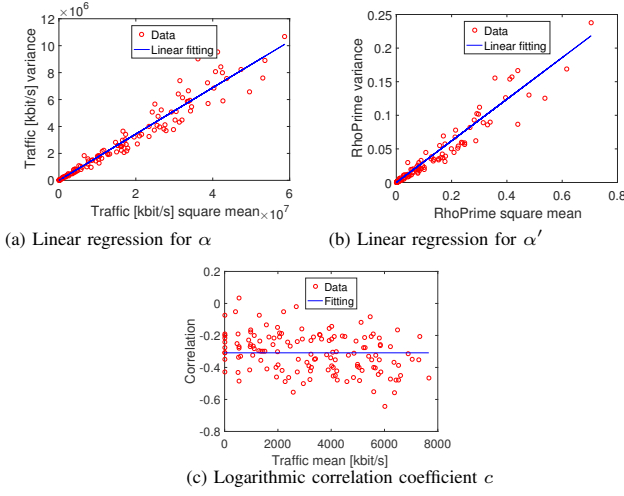 12 ×10⁶
10
8
6
4
2
0
Traffic [kbit/s] variance
Data
Linear fitting
0 2 4 6
Traffic [kbit/s] square mean ×10⁷
(a) Linear regression for α
0.25
0.2
0.15
0.1
0.05
0
RhoPrime variance
Data
Linear fitting
0 0.2 0.4 0.6 0.8
RhoPrime square mean
(b) Linear regression for α′
0.2
0
-0.2
-0.4
-0.6
-0.8
Correlation
Data
Fitting
0 2000 4000 6000 8000
Traffic mean [kbit/s]
(c) Logarithmic correlation coefficient c